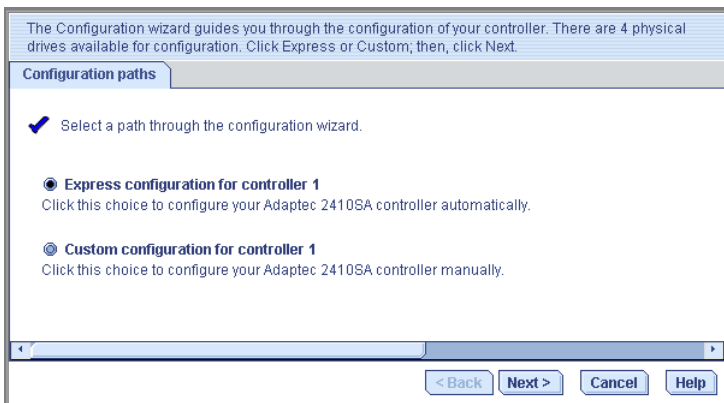 The Configuration wizard guides you through the configuration of your controller. There are 4 physical
drives available for configuration. Click Express or Custom; then, click Next.
Configuration paths
Select a path through the configuration wizard.
Express configuration for controller 1
Click this choice to configure your Adaptec 2410SA controller automatically.
Custom configuration for controller 1
Click this choice to configure your Adaptec 2410SA controller manually.
< Back Next > Cancel Help